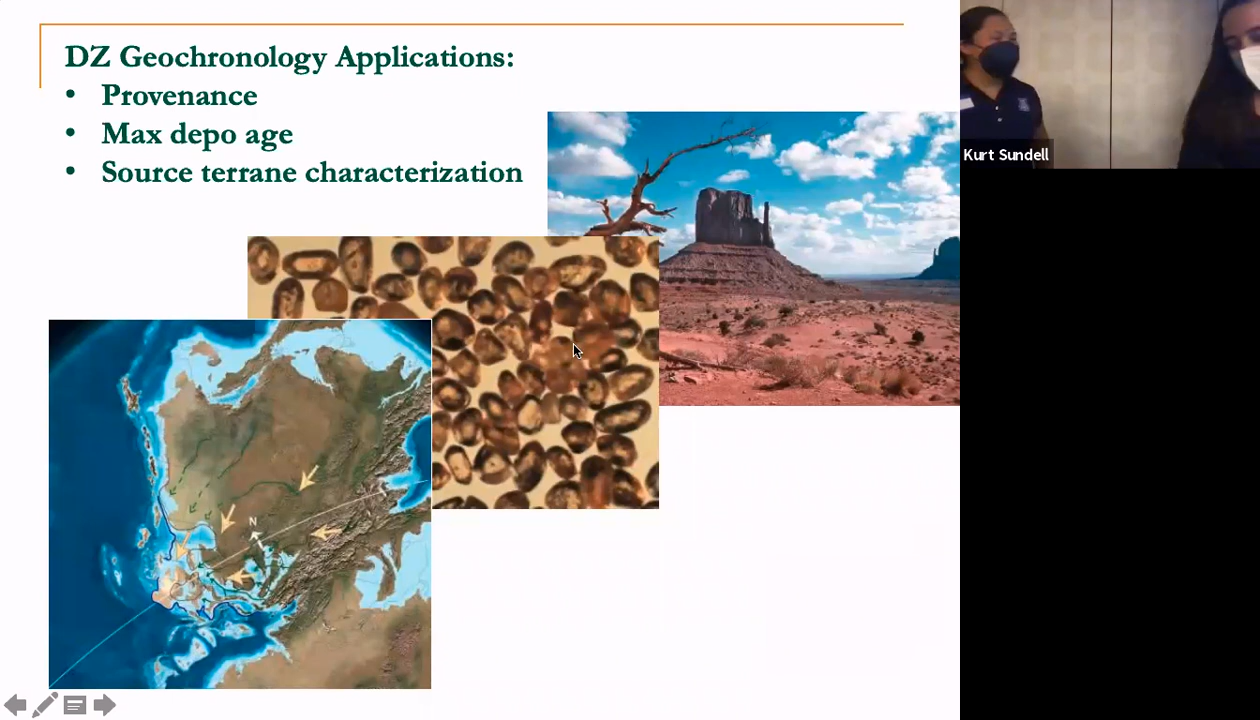 DZ Geochronology Applications:
• Provenance
• Max depo age
• Source terrane characterization
Kurt Sundell
N